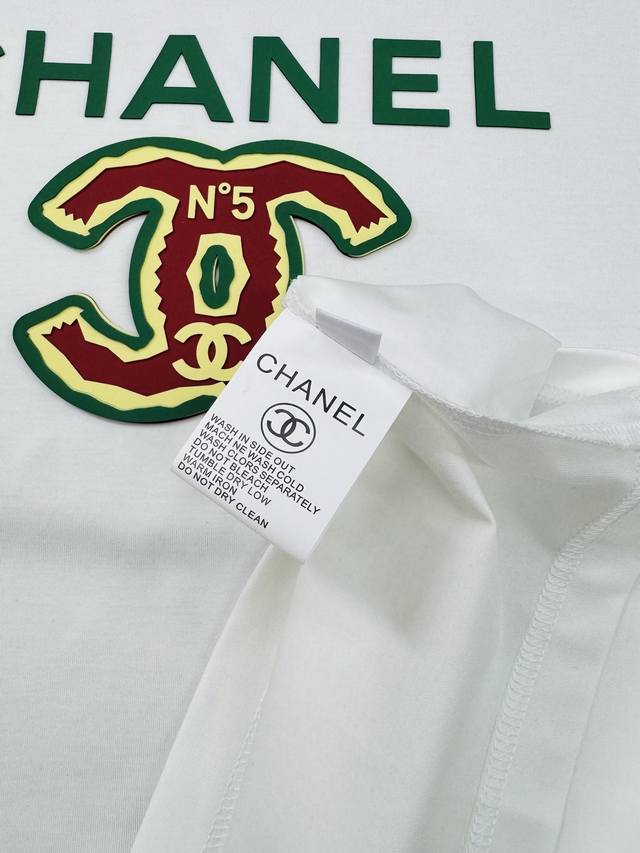 CHANEL
N°5
CHANEL
WASH IN SIDE OUT
MACH NE WASH COLD
WASH CLORS SEPARATELY
DO NOT BLEACH
TUMBLE DRY LOW
WARM IRON
DO NOT DRY CLEAN